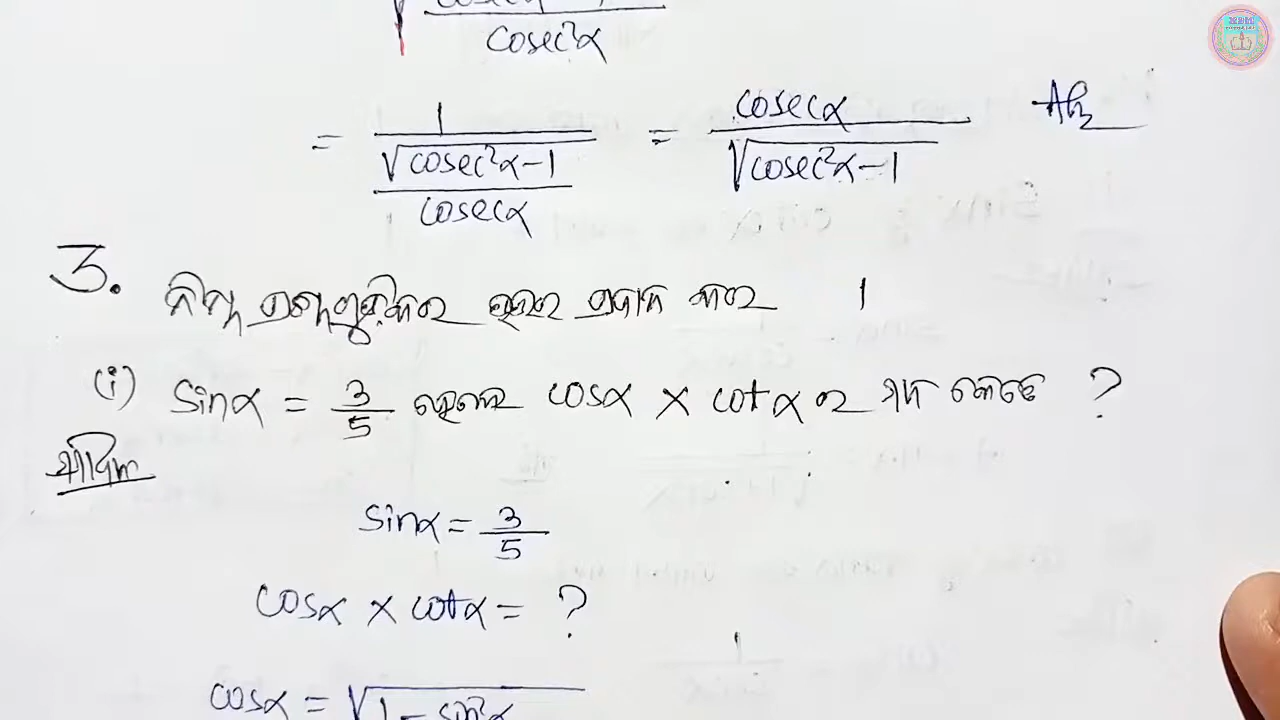 cosec²α
= 1 / (√(cosec²α-1) / cosecα) = cosecα / √(cosec²α-1) Ans
3. ନିମ୍ନ ପ୍ରଶ୍ନଗୁଡ଼ିକର ଉତ୍ତର ପ୍ରଦାନ କର ।
(i) sinα = 3/5 ହେଲେ cosα × cotα ର ମାନ କେତେ ?
sinα = 3/5
cosα × cotα = ?
cosα = √1 - sin²α